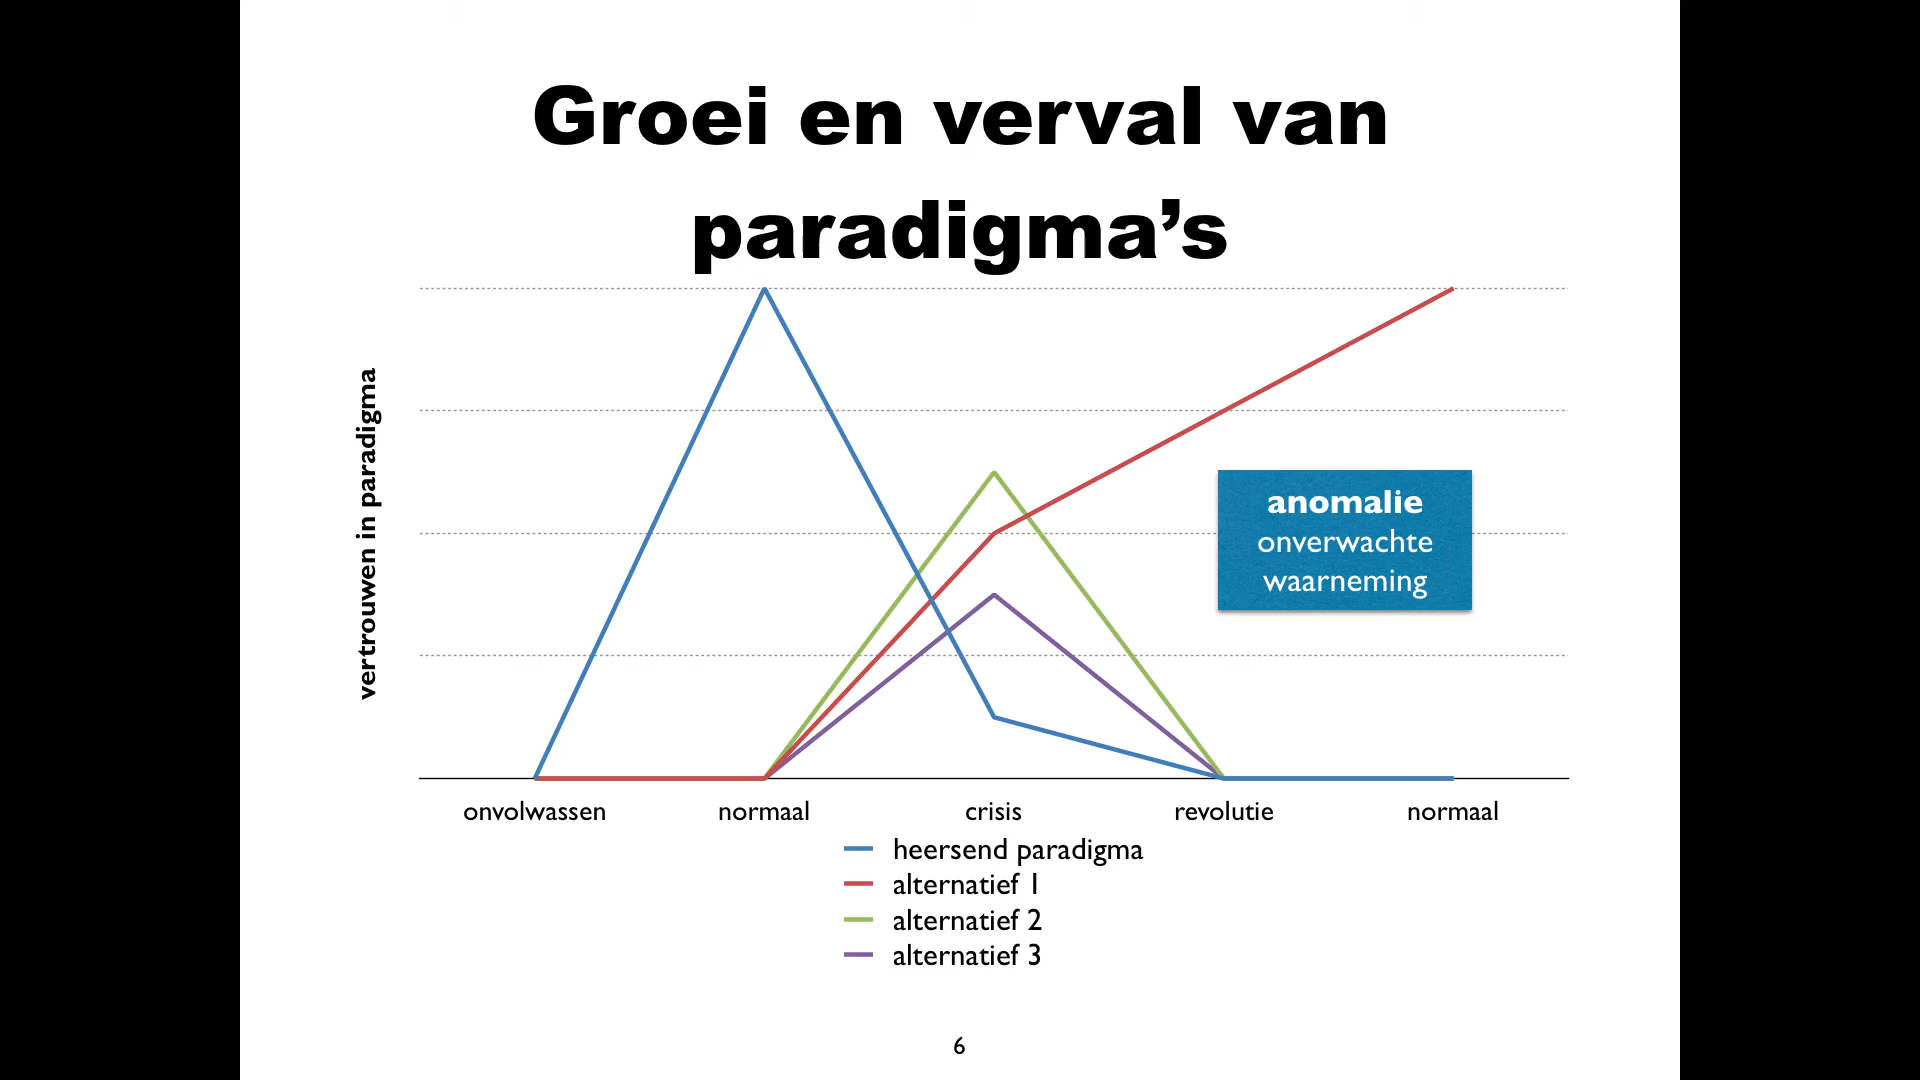 Groei en verval van
paradigma’s
vertrouwen in paradigma
anomalie
onverwachte
waarneming
onvolwassen
normaal
crisis
revolutie
normaal
heersend paradigma
alternatief 1
alternatief 2
alternatief 3
6